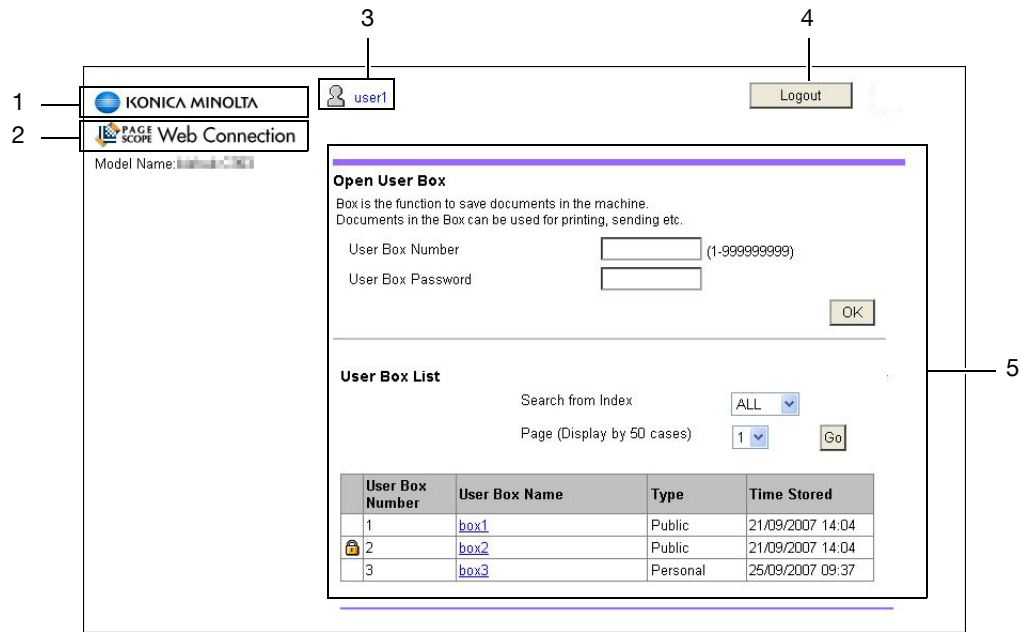 3
4
1
KONICA MINOLTA
user1
Logout
2
PAGE SCOPE Web Connection
Model Name:
Open User Box
Box is the function to save documents in the machine.
Documents in the Box can be used for printing, sending etc.
User Box Number (1-999999999)
User Box Password
OK
5
User Box List
Search from Index ALL
Page (Display by 50 cases) 1 Go
User Box Number User Box Name Type Time Stored
1 box1 Public 21/09/2007 14:04
2 box2 Public 21/09/2007 14:04
3 box3 Personal 25/09/2007 09:37